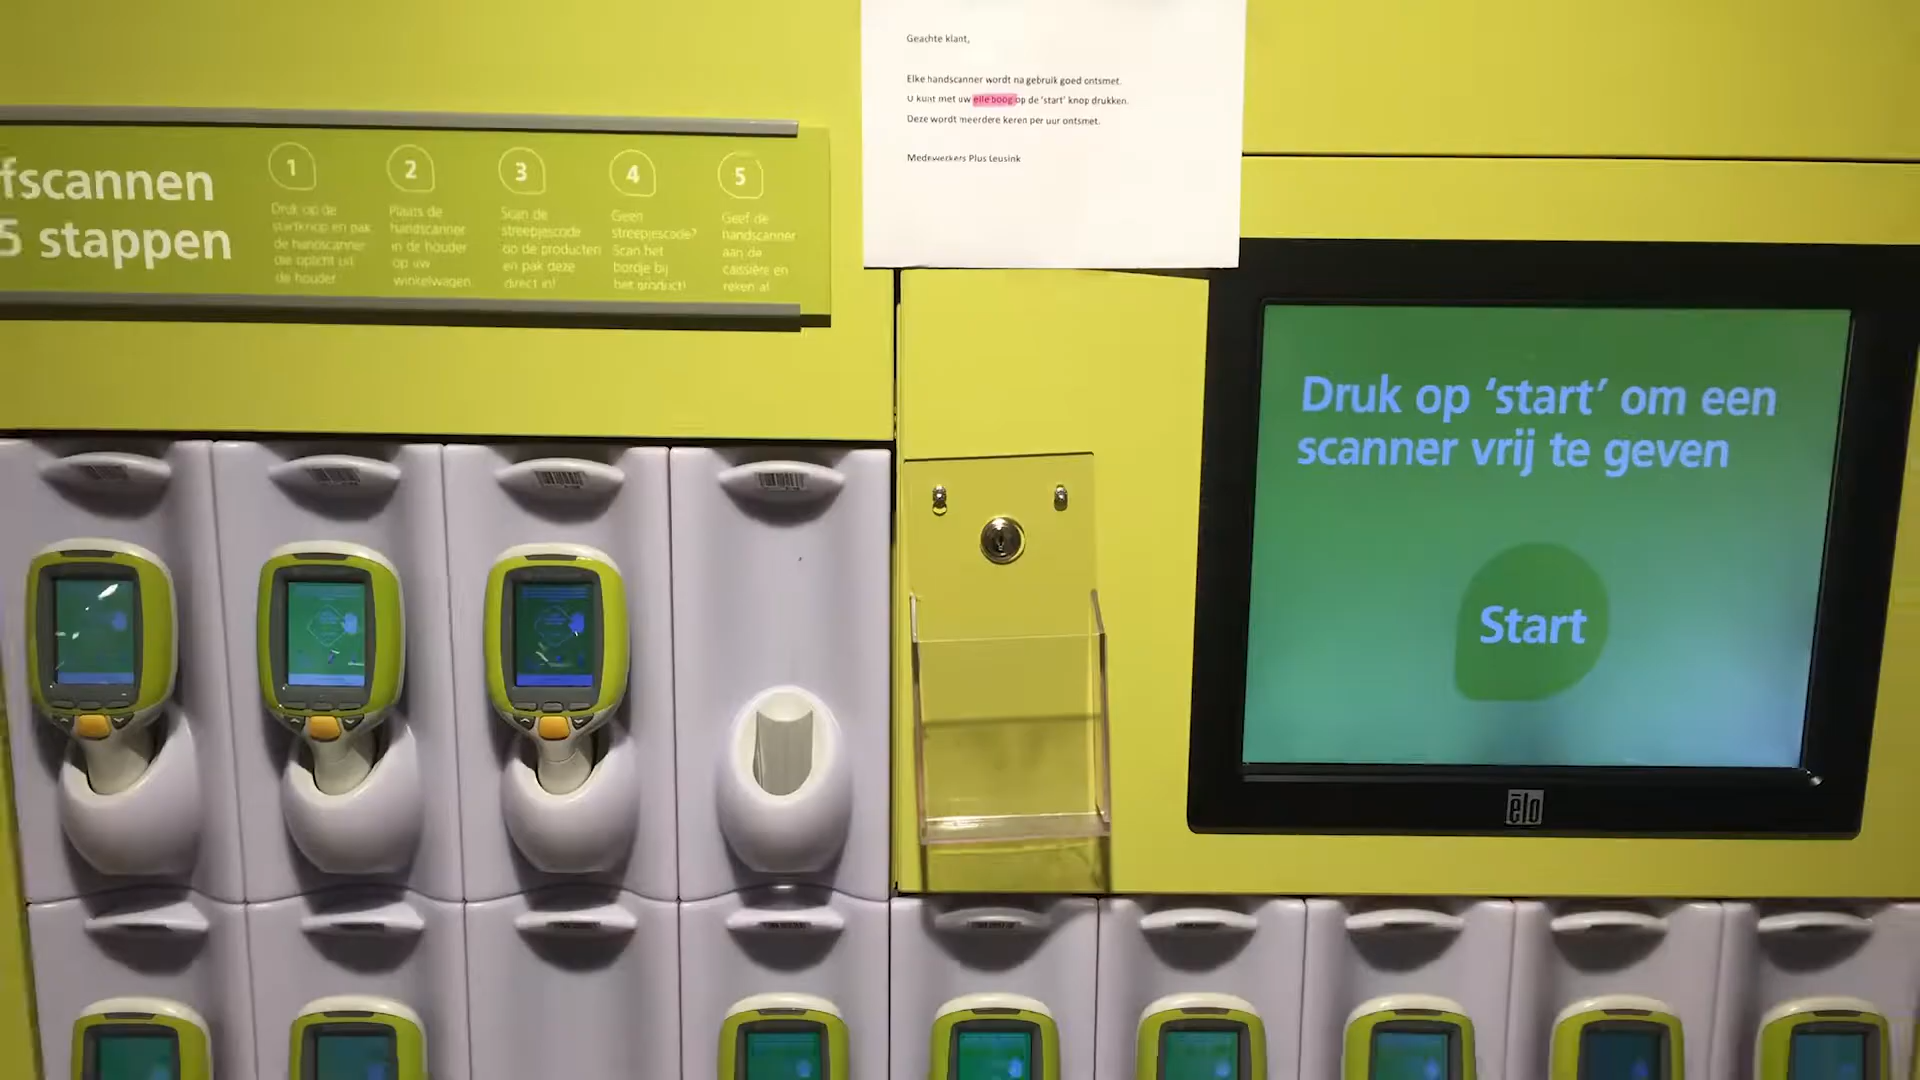 fscannen
5 stappen
1
Druk op de
startknop en pak
de handscanner
die oplicht uit
de houder
2
Plaats de
handscanner
in de houder
op uw
winkelwagen
3
Scan de
streepjescode
op de producten
en pak deze
direct in!
4
Geen
streepjescode?
Scan het
bordje bij
het product!
5
Geef de
handscanner
aan de
caissière en
reken af
Geachte klant,
Elke handscanner wordt na gebruik goed ontsmet.
U kunt met uw elleboog op de 'start' knop drukken.
Deze wordt meerdere keren per uur ontsmet.
Medewerkers Plus Leusink
Druk op ‘start’ om een
scanner vrij te geven
Start
elo